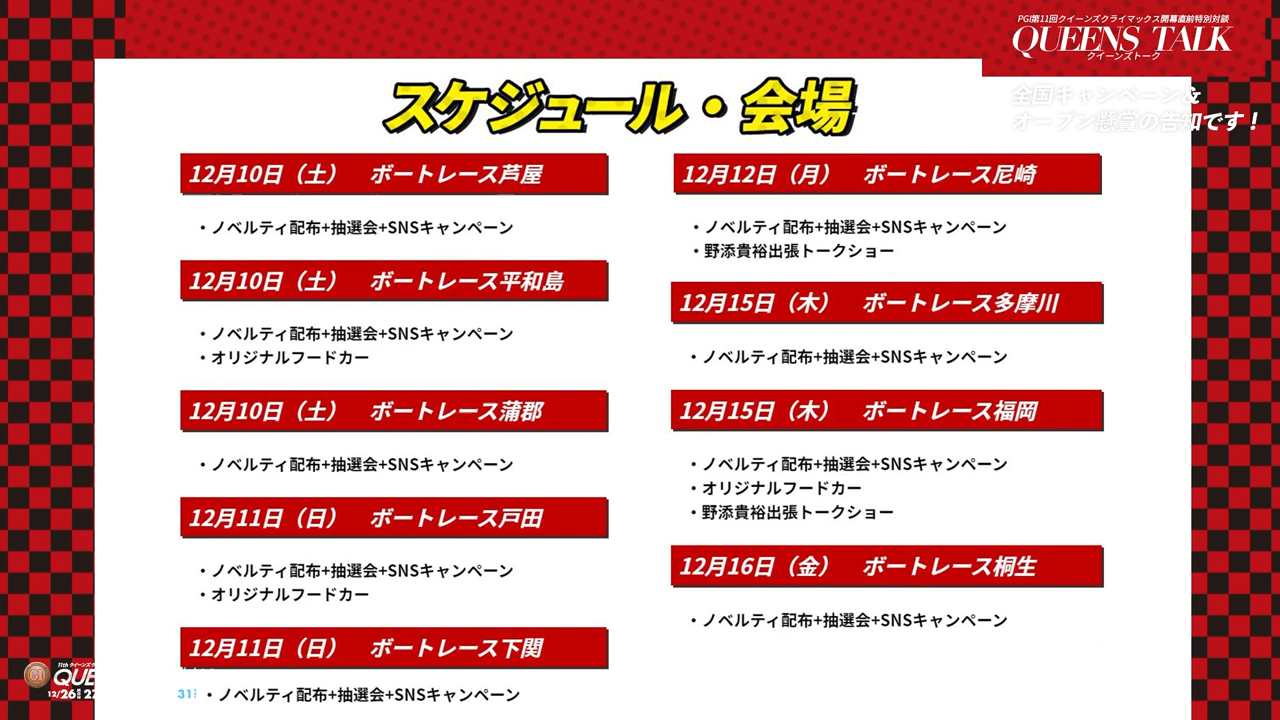 PGI第11回クイーンズクライマックス開幕直前特別対談
QUEENS TALK
クイーンズトーク
全国キャンペーン&
オープン懸賞の告知です!
スケジュール・会場
12月10日（土）　ボートレース芦屋
・ノベルティ配布+抽選会+SNSキャンペーン
12月10日（土）　ボートレース平和島
・ノベルティ配布+抽選会+SNSキャンペーン
・オリジナルフードカー
12月10日（土）　ボートレース蒲郡
・ノベルティ配布+抽選会+SNSキャンペーン
12月11日（日）　ボートレース戸田
・ノベルティ配布+抽選会+SNSキャンペーン
・オリジナルフードカー
12月11日（日）　ボートレース下関
・ノベルティ配布+抽選会+SNSキャンペーン
12月12日（月）　ボートレース尼崎
・ノベルティ配布+抽選会+SNSキャンペーン
・野添貴裕出張トークショー
12月15日（木）　ボートレース多摩川
・ノベルティ配布+抽選会+SNSキャンペーン
12月15日（木）　ボートレース福岡
・ノベルティ配布+抽選会+SNSキャンペーン
・オリジナルフードカー
・野添貴裕出張トークショー
12月16日（金）　ボートレース桐生
・ノベルティ配布+抽選会+SNSキャンペーン
11th クイーンズク
QUE
12/26 27
31